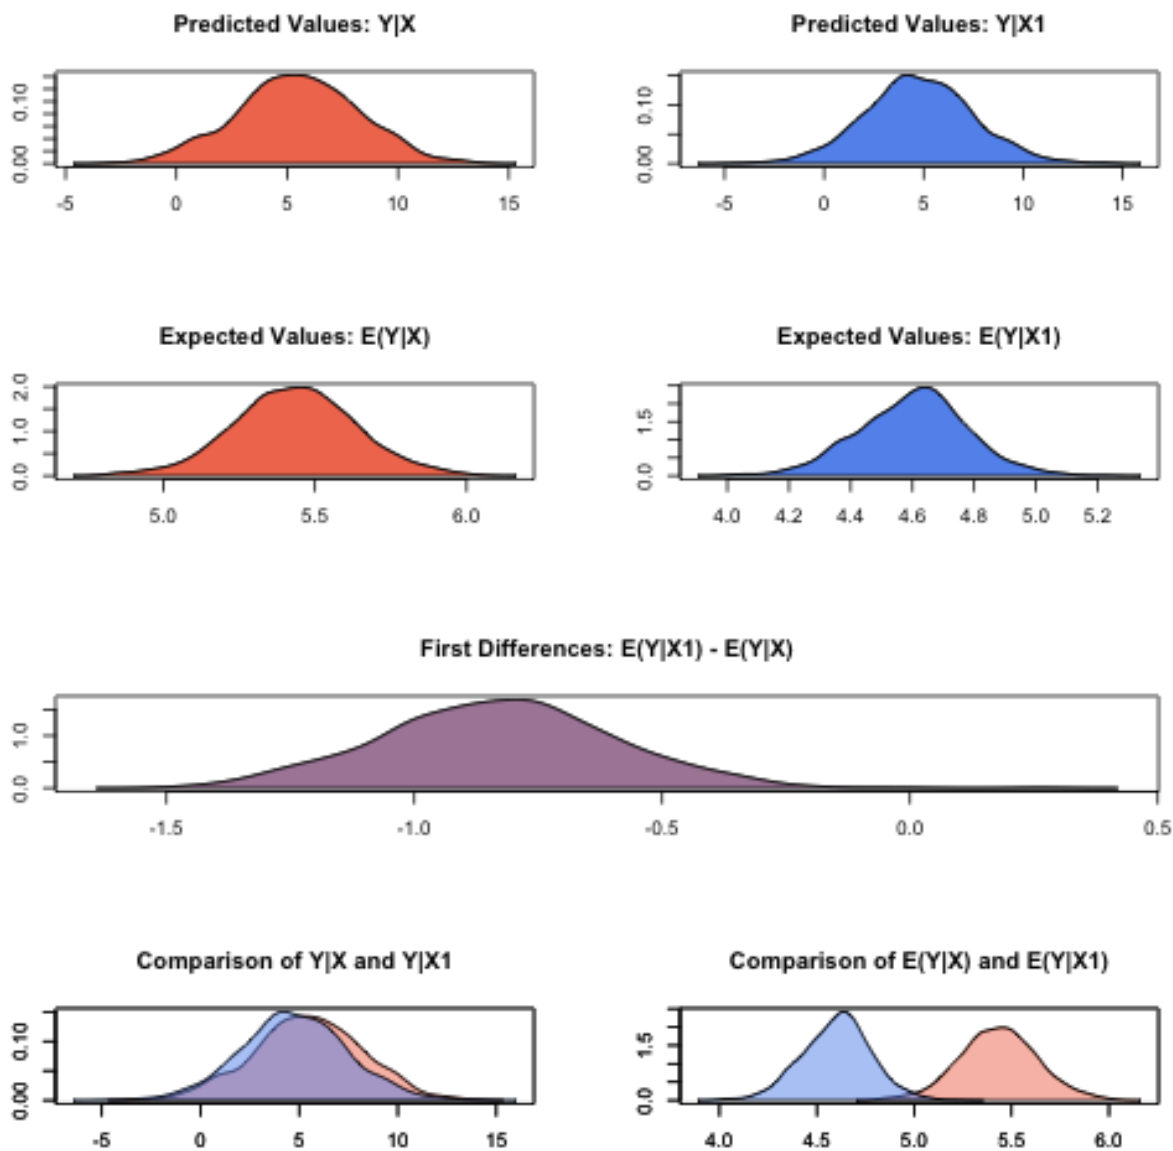 Predicted Values: Y|X
0.00 0.10
-5 0 5 10 15
Predicted Values: Y|X1
0.00 0.10
-5 0 5 10 15
Expected Values: E(Y|X)
0.0 1.0 2.0
5.0 5.5 6.0
Expected Values: E(Y|X1)
0.0 1.5
4.0 4.2 4.4 4.6 4.8 5.0 5.2
First Differences: E(Y|X1) - E(Y|X)
0.0 1.0
-1.5 -1.0 -0.5 0.0 0.5
Comparison of Y|X and Y|X1
0.00 0.10
-5 0 5 10 15
Comparison of E(Y|X) and E(Y|X1)
0.0 1.5
4.0 4.5 5.0 5.5 6.0